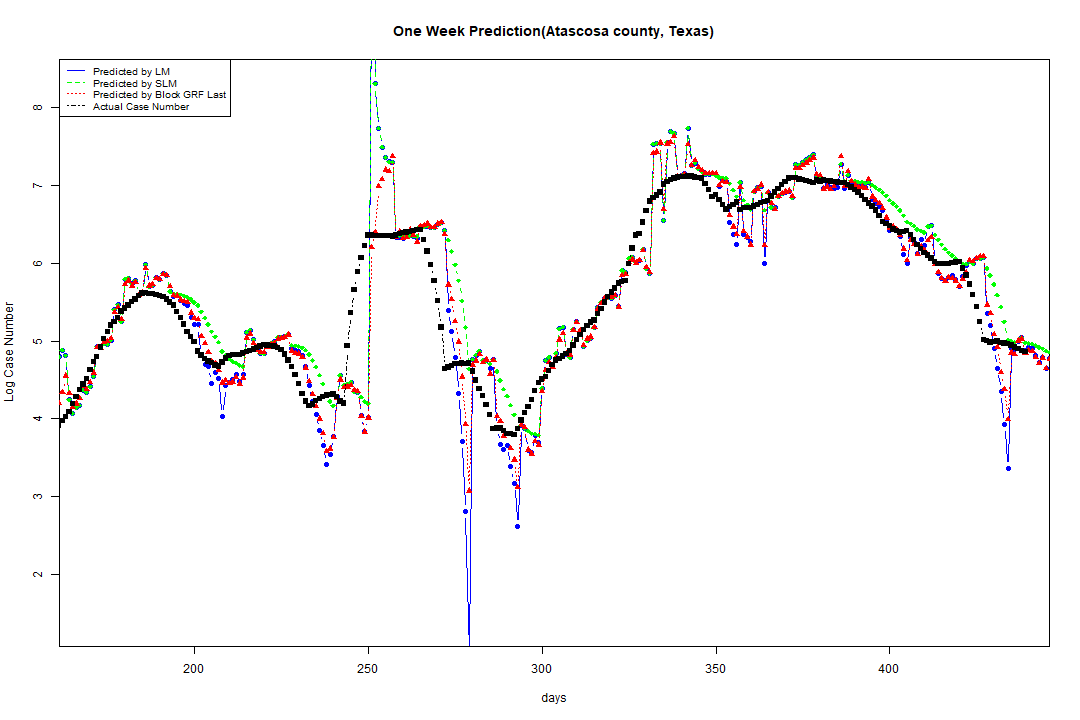 One Week Prediction(Atascosa county, Texas)
Predicted by LM
Predicted by SLM
Predicted by Block GRF Last
Actual Case Number
8
7
6
5
4
3
2
Log Case Number
200 250 300 350 400
days